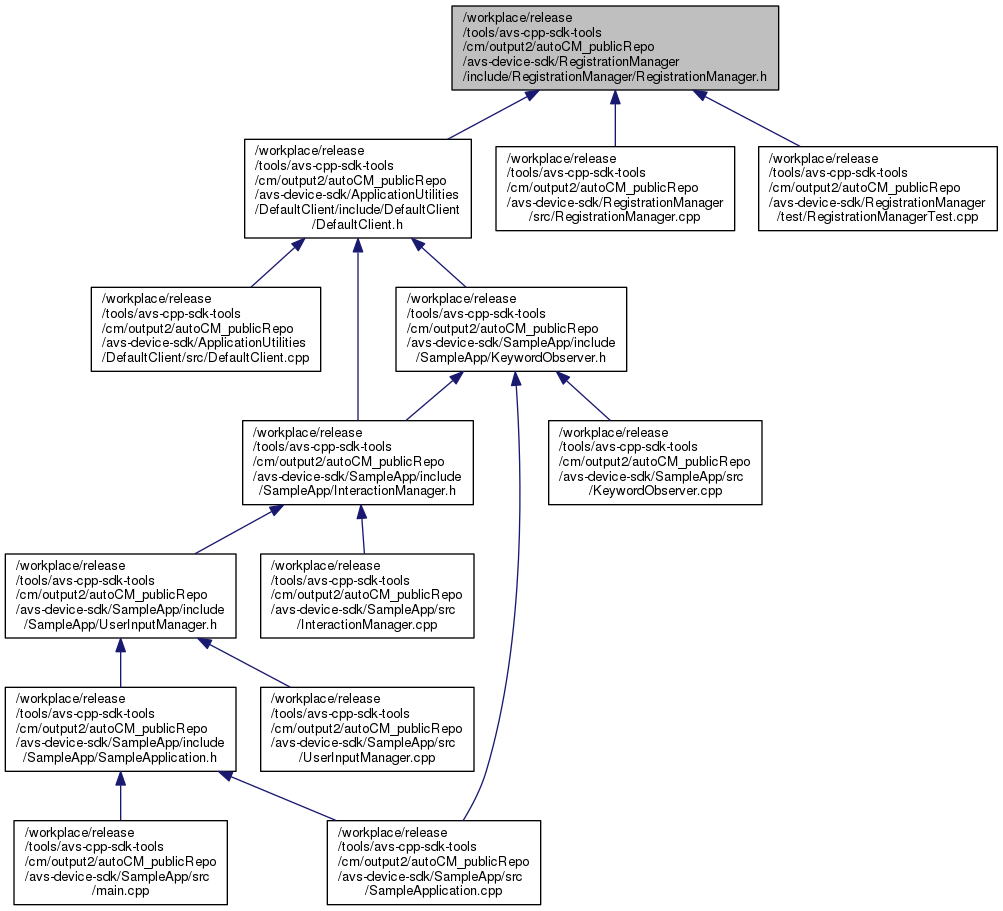 /workplace/release
/tools/avs-cpp-sdk-tools
/cm/output2/autoCM_publicRepo
/avs-device-sdk/RegistrationManager
/include/RegistrationManager/RegistrationManager.h
/workplace/release
/tools/avs-cpp-sdk-tools
/cm/output2/autoCM_publicRepo
/avs-device-sdk/ApplicationUtilities
/DefaultClient/include/DefaultClient
/DefaultClient.h
/workplace/release
/tools/avs-cpp-sdk-tools
/cm/output2/autoCM_publicRepo
/avs-device-sdk/RegistrationManager
/src/RegistrationManager.cpp
/workplace/release
/tools/avs-cpp-sdk-tools
/cm/output2/autoCM_publicRepo
/avs-device-sdk/RegistrationManager
/test/RegistrationManagerTest.cpp
/workplace/release
/tools/avs-cpp-sdk-tools
/cm/output2/autoCM_publicRepo
/avs-device-sdk/ApplicationUtilities
/DefaultClient/src/DefaultClient.cpp
/workplace/release
/tools/avs-cpp-sdk-tools
/cm/output2/autoCM_publicRepo
/avs-device-sdk/SampleApp/include
/SampleApp/KeywordObserver.h
/workplace/release
/tools/avs-cpp-sdk-tools
/cm/output2/autoCM_publicRepo
/avs-device-sdk/SampleApp/include
/SampleApp/InteractionManager.h
/workplace/release
/tools/avs-cpp-sdk-tools
/cm/output2/autoCM_publicRepo
/avs-device-sdk/SampleApp/src
/KeywordObserver.cpp
/workplace/release
/tools/avs-cpp-sdk-tools
/cm/output2/autoCM_publicRepo
/avs-device-sdk/SampleApp/include
/SampleApp/UserInputManager.h
/workplace/release
/tools/avs-cpp-sdk-tools
/cm/output2/autoCM_publicRepo
/avs-device-sdk/SampleApp/src
/InteractionManager.cpp
/workplace/release
/tools/avs-cpp-sdk-tools
/cm/output2/autoCM_publicRepo
/avs-device-sdk/SampleApp/include
/SampleApp/SampleApplication.h
/workplace/release
/tools/avs-cpp-sdk-tools
/cm/output2/autoCM_publicRepo
/avs-device-sdk/SampleApp/src
/UserInputManager.cpp
/workplace/release
/tools/avs-cpp-sdk-tools
/cm/output2/autoCM_publicRepo
/avs-device-sdk/SampleApp/src
/main.cpp
/workplace/release
/tools/avs-cpp-sdk-tools
/cm/output2/autoCM_publicRepo
/avs-device-sdk/SampleApp/src
/SampleApplication.cpp